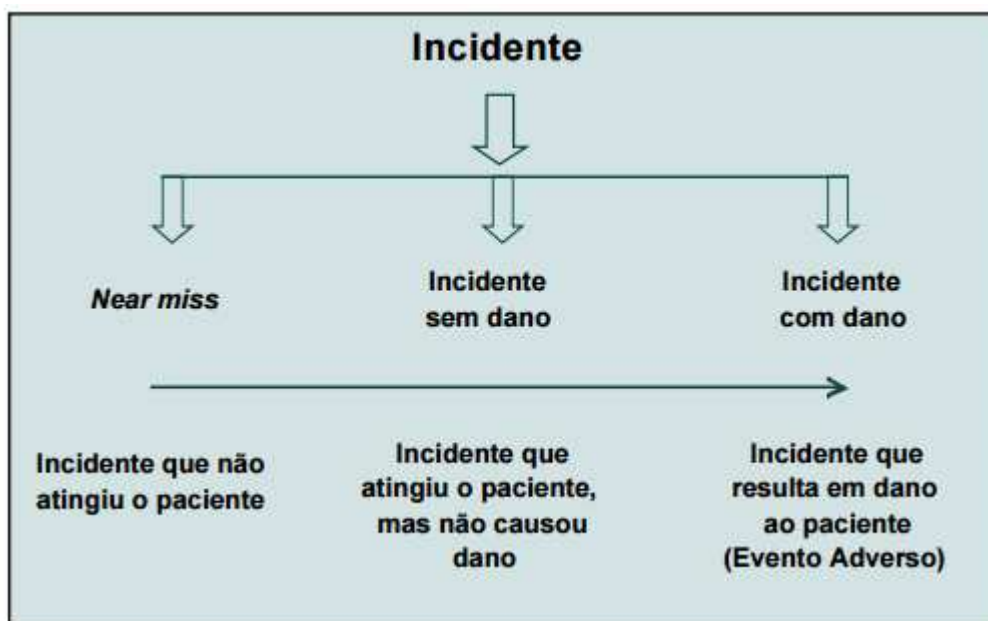 Incidente
Near miss
Incidente
sem dano
Incidente
com dano
Incidente que não
atingiu o paciente
Incidente que
atingiu o paciente,
mas não causou
dano
Incidente que
resulta em dano
ao paciente
(Evento Adverso)